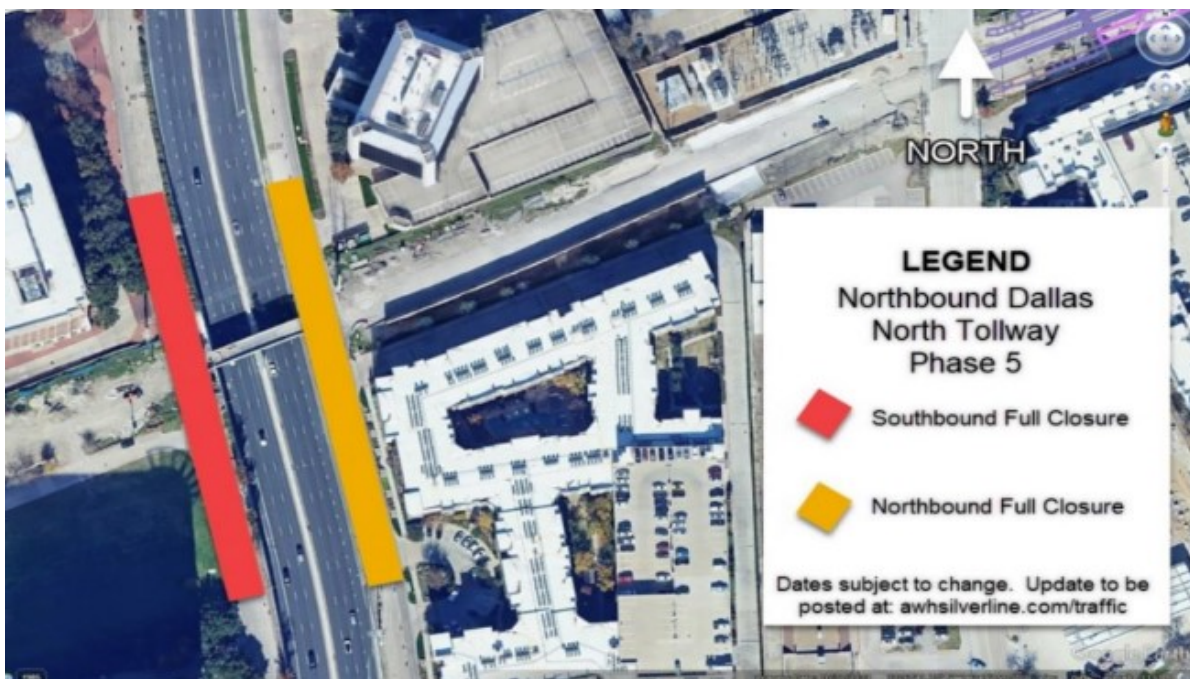 NORTH
LEGEND
Northbound Dallas
North Tollway
Phase 5
Southbound Full Closure
Northbound Full Closure
Dates subject to change.  Update to be
posted at: awhsilverline.com/traffic